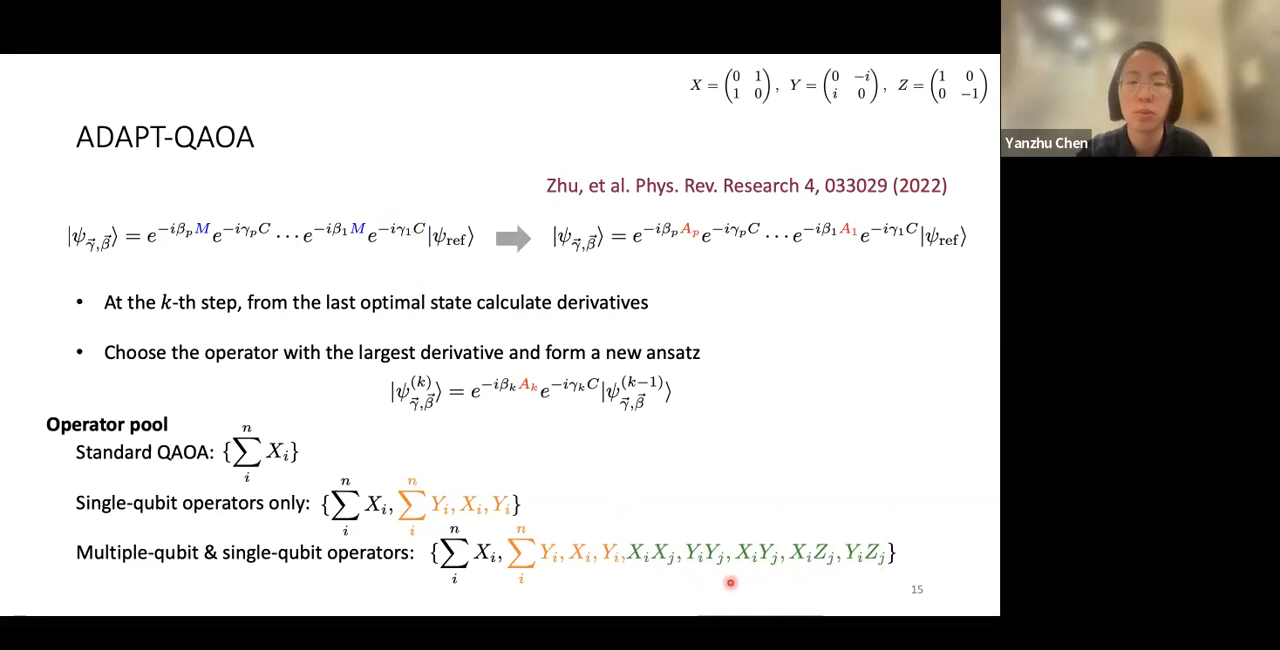 X = (0 1 1 0), Y = (0 −i i 0), Z = (1 0 0 −1)
Yanzhu Chen
ADAPT-QAOA
Zhu, et al. Phys. Rev. Research 4, 033029 (2022)
|ψ_{γ⃗,β⃗}⟩ = e^{−iβ_p M} e^{−iγ_p C} ⋯ e^{−iβ_1 M} e^{−iγ_1 C} |ψ_ref⟩ |ψ_{γ⃗,β⃗}⟩ = e^{−iβ_p A_p} e^{−iγ_p C} ⋯ e^{−iβ_1 A_1} e^{−iγ_1 C} |ψ_ref⟩
• At the k-th step, from the last optimal state calculate derivatives
• Choose the operator with the largest derivative and form a new ansatz
|ψ^{(k)}_{γ⃗,β⃗}⟩ = e^{−iβ_k A_k} e^{−iγ_k C} |ψ^{(k−1)}_{γ⃗,β⃗}⟩
Operator pool
Standard QAOA: {∑_i^n X_i}
Single-qubit operators only: {∑_i^n X_i, ∑_i^n Y_i, X_i, Y_i}
Multiple-qubit & single-qubit operators: {∑_i^n X_i, ∑_i^n Y_i, X_i, Y_i, X_iX_j, Y_iY_j, X_iY_j, X_iZ_j, Y_iZ_j}
15